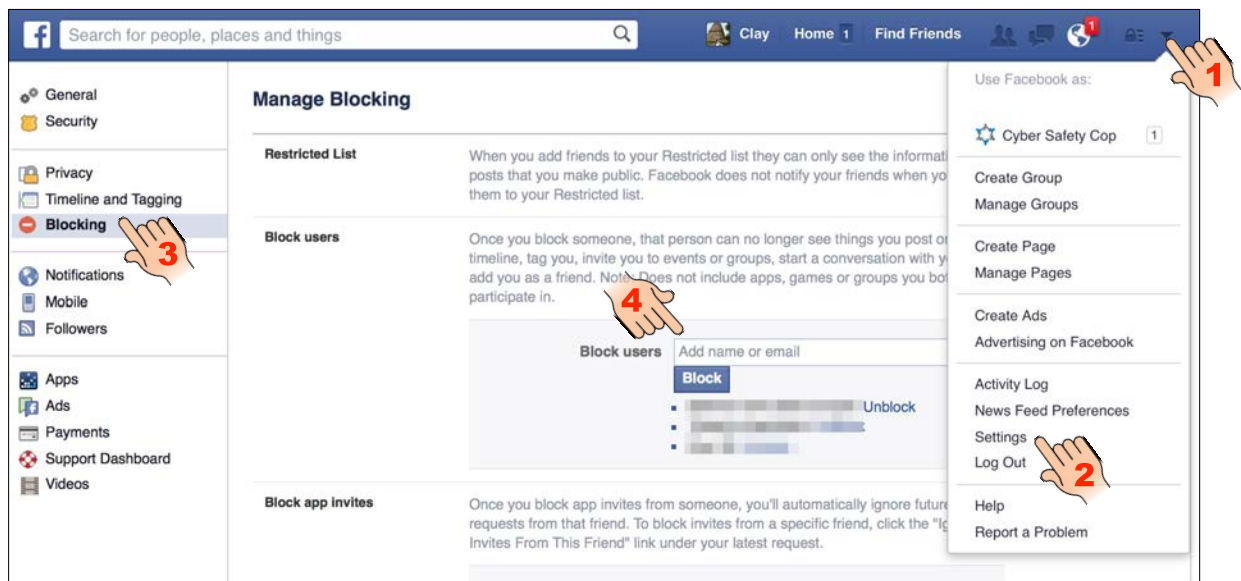 f
Search for people, places and things
Clay Home 1 Find Friends 1
1
General
Security
Privacy
Timeline and Tagging
Blocking
3
Notifications
Mobile
Followers
Apps
Ads
Payments
Support Dashboard
Videos
Manage Blocking
Restricted List
When you add friends to your Restricted list they can only see the
posts that you make public. Facebook does not notify your friends when
them to your Restricted list.
Block users
Once you block someone, that person can no longer see things you post
timeline, tag you, invite you to events or groups, start a conversation with
add you as a friend. Note: Does not include apps, games or groups you
participate in.
4
Block users Add name or email
Block
Unblock
Block app invites
Once you block app invites from someone, you'll automatically ignore future
requests from that friend. To block invites from a specific friend, click the
Invites From This Friend" link under your latest request.
Use Facebook as:
Cyber Safety Cop 1
Create Group
Manage Groups
Create Page
Manage Pages
Create Ads
Advertising on Facebook
Activity Log
News Feed Preferences
Settings
2
Log Out
Help
Report a Problem